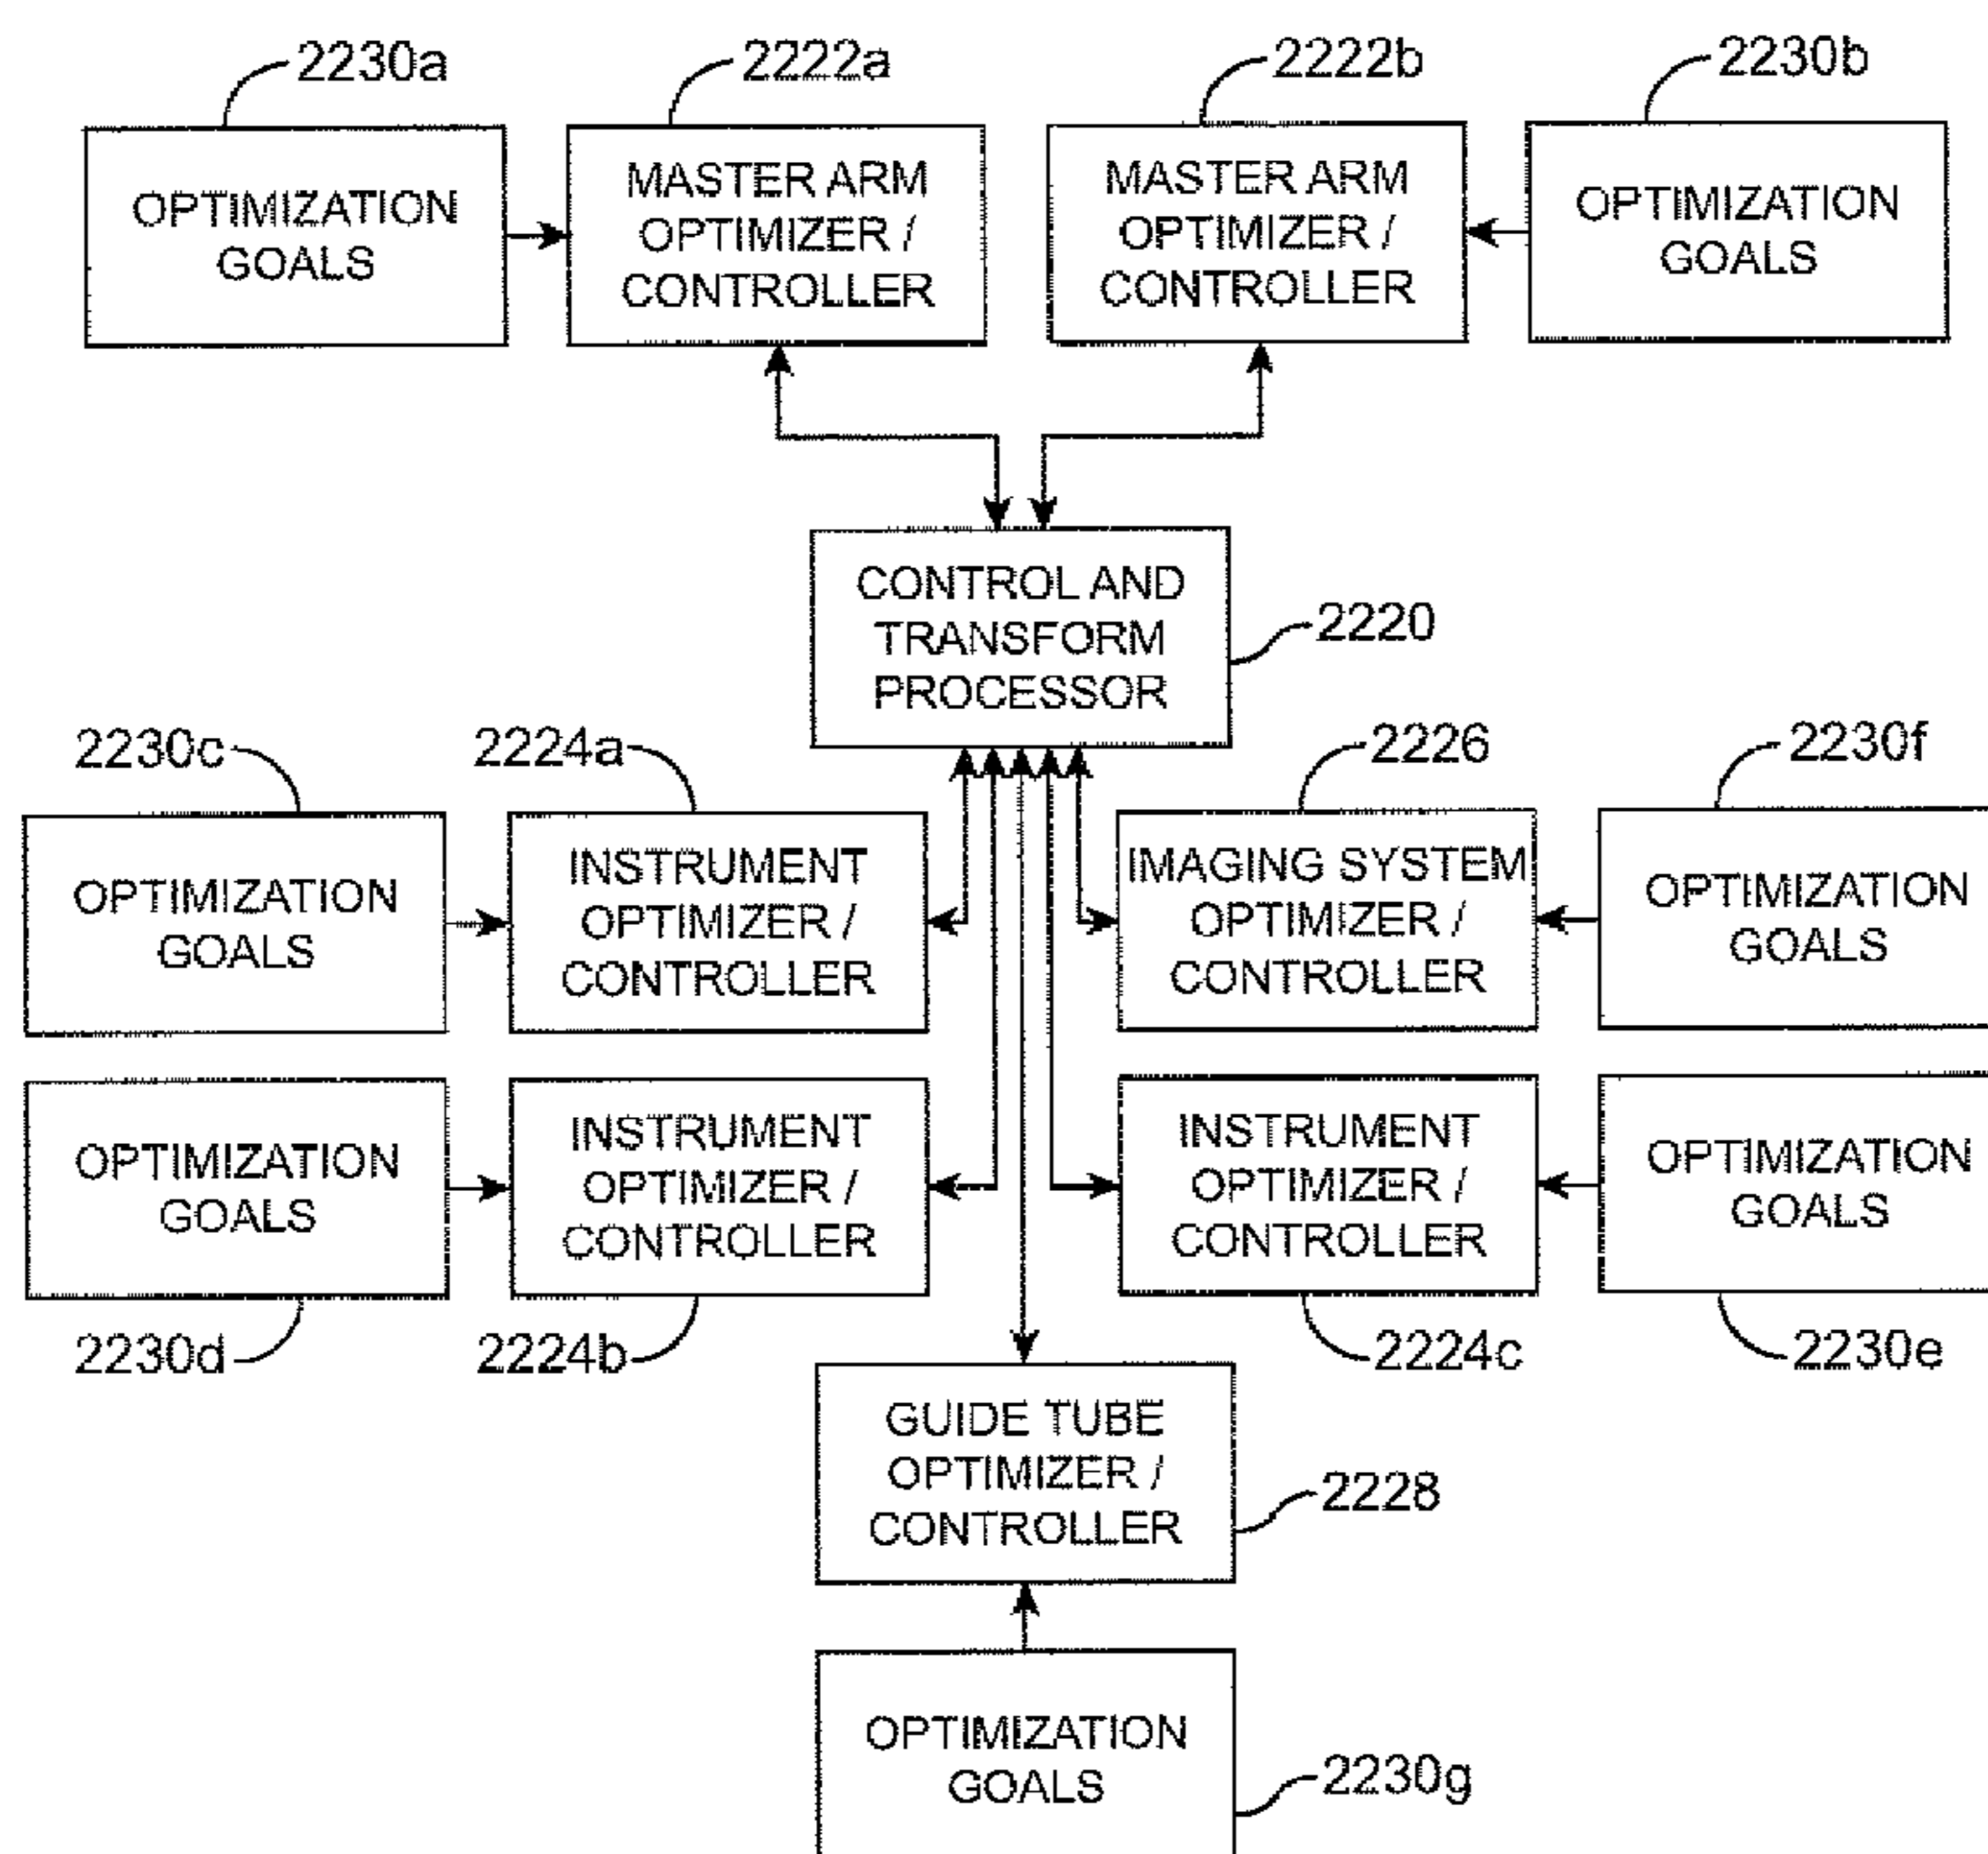 2230a
2222a
2222b
2230b
OPTIMIZATION
GOALS
MASTER ARM
OPTIMIZER /
CONTROLLER
MASTER ARM
OPTIMIZER /
CONTROLLER
OPTIMIZATION
GOALS
CONTROL AND
TRANSFORM
PROCESSOR
2220
2230c
2224a
2226
2230f
OPTIMIZATION
GOALS
INSTRUMENT
OPTIMIZER /
CONTROLLER
IMAGING SYSTEM
OPTIMIZER /
CONTROLLER
OPTIMIZATION
GOALS
OPTIMIZATION
GOALS
INSTRUMENT
OPTIMIZER /
CONTROLLER
INSTRUMENT
OPTIMIZER /
CONTROLLER
OPTIMIZATION
GOALS
2230d
2224b
2224c
2230e
GUIDE TUBE
OPTIMIZER /
CONTROLLER
2228
OPTIMIZATION
GOALS
2230g